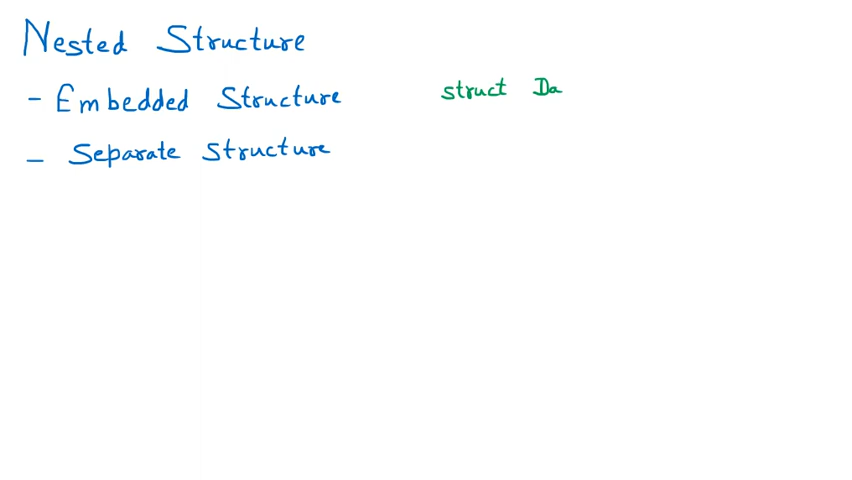 Nested Structure
- Embedded Structure
struct Da
- Separate Structure